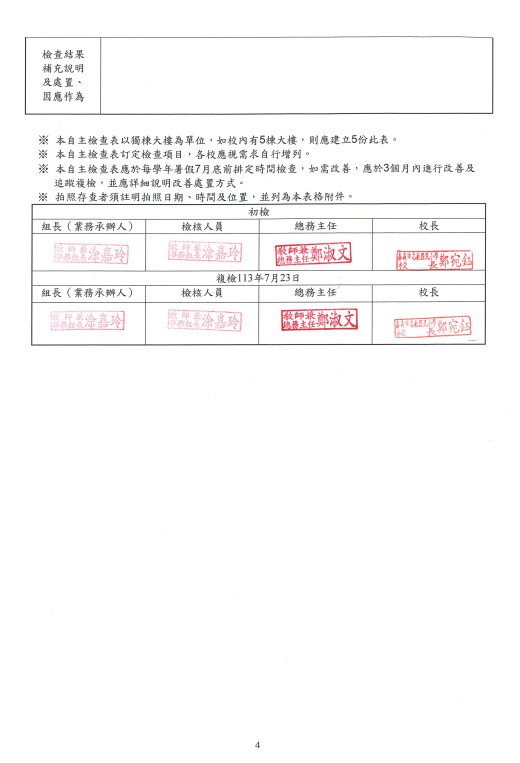 檢查結果
補充說明
及處置、
因應作為
※ 本自主檢查表以獨棟大樓為單位，如校內有5棟大樓，則應建立5份此表。
※ 本自主檢查表訂定檢查項目，各校應視需求自行增列。
※ 本自主檢查表應於每學年暑假7月底前排定時間檢查，如需改善，應於3個月內進行改善及
追蹤複檢，並應詳細說明改善處置方式。
※ 拍照存查者須註明拍照日期、時間及位置，並列為本表格附件。
初檢
組長（業務承辦人） 檢核人員 總務主任 校長
教師兼 涂嘉玲 教師兼 涂嘉玲 教師兼總務主任 鄭淑文 校長 鄭宛鈺
複檢113年7月23日
組長（業務承辦人） 檢核人員 總務主任 校長
教師兼 涂嘉玲 教師兼 涂嘉玲 教師兼總務主任 鄭淑文 校長 鄭宛鈺
4